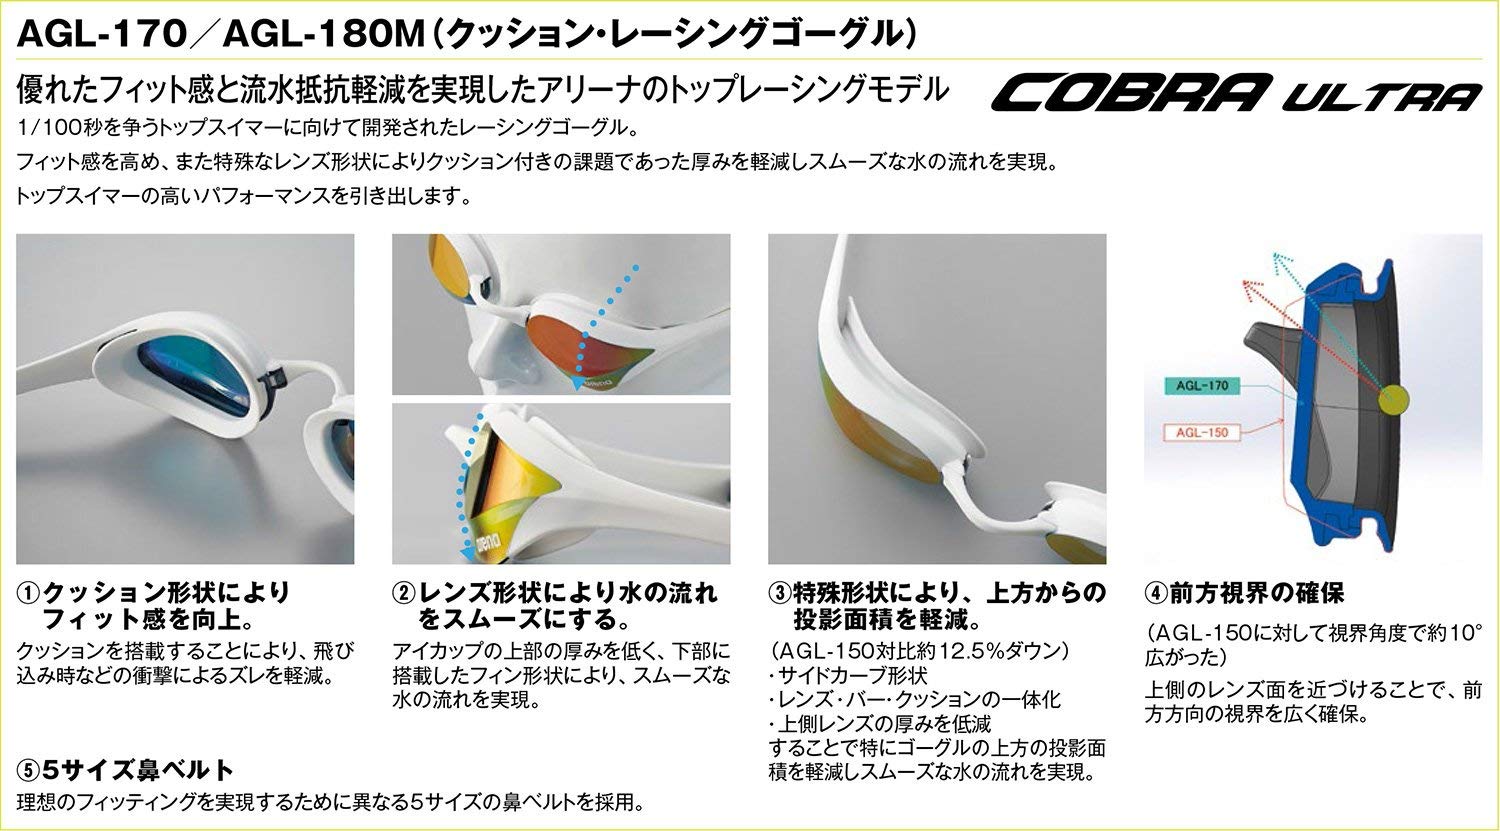 AGL-170／AGL-180M（クッション・レーシングゴーグル）
優れたフィット感と流水抵抗軽減を実現したアリーナのトップレーシングモデル
COBRA ULTRA
1/100秒を争うトップスイマーに向けて開発されたレーシングゴーグル。
フィット感を高め、また特殊なレンズ形状によりクッション付きの課題であった厚みを軽減しスムーズな水の流れを実現。
トップスイマーの高いパフォーマンスを引き出します。
arena
arena
AGL-170
AGL-150
①クッション形状により
フィット感を向上。
クッションを搭載することにより、飛び
込み時などの衝撃によるズレを軽減。
②レンズ形状により水の流れ
をスムーズにする。
アイカップの上部の厚みを低く、下部に
搭載したフィン形状により、スムーズな
水の流れを実現。
③特殊形状により、上方からの
投影面積を軽減。
（AGL-150対比約12.5%ダウン）
・サイドカーブ形状
・レンズ・バー・クッションの一体化
・上側レンズの厚みを低減
することで特にゴーグルの上方の投影面
積を軽減しスムーズな水の流れを実現。
④前方視界の確保
（AGL-150に対して視界角度で約10°
広がった）
上側のレンズ面を近づけることで、前
方方向の視界を広く確保。
⑤5サイズ鼻ベルト
理想のフィッティングを実現するために異なる5サイズの鼻ベルトを採用。